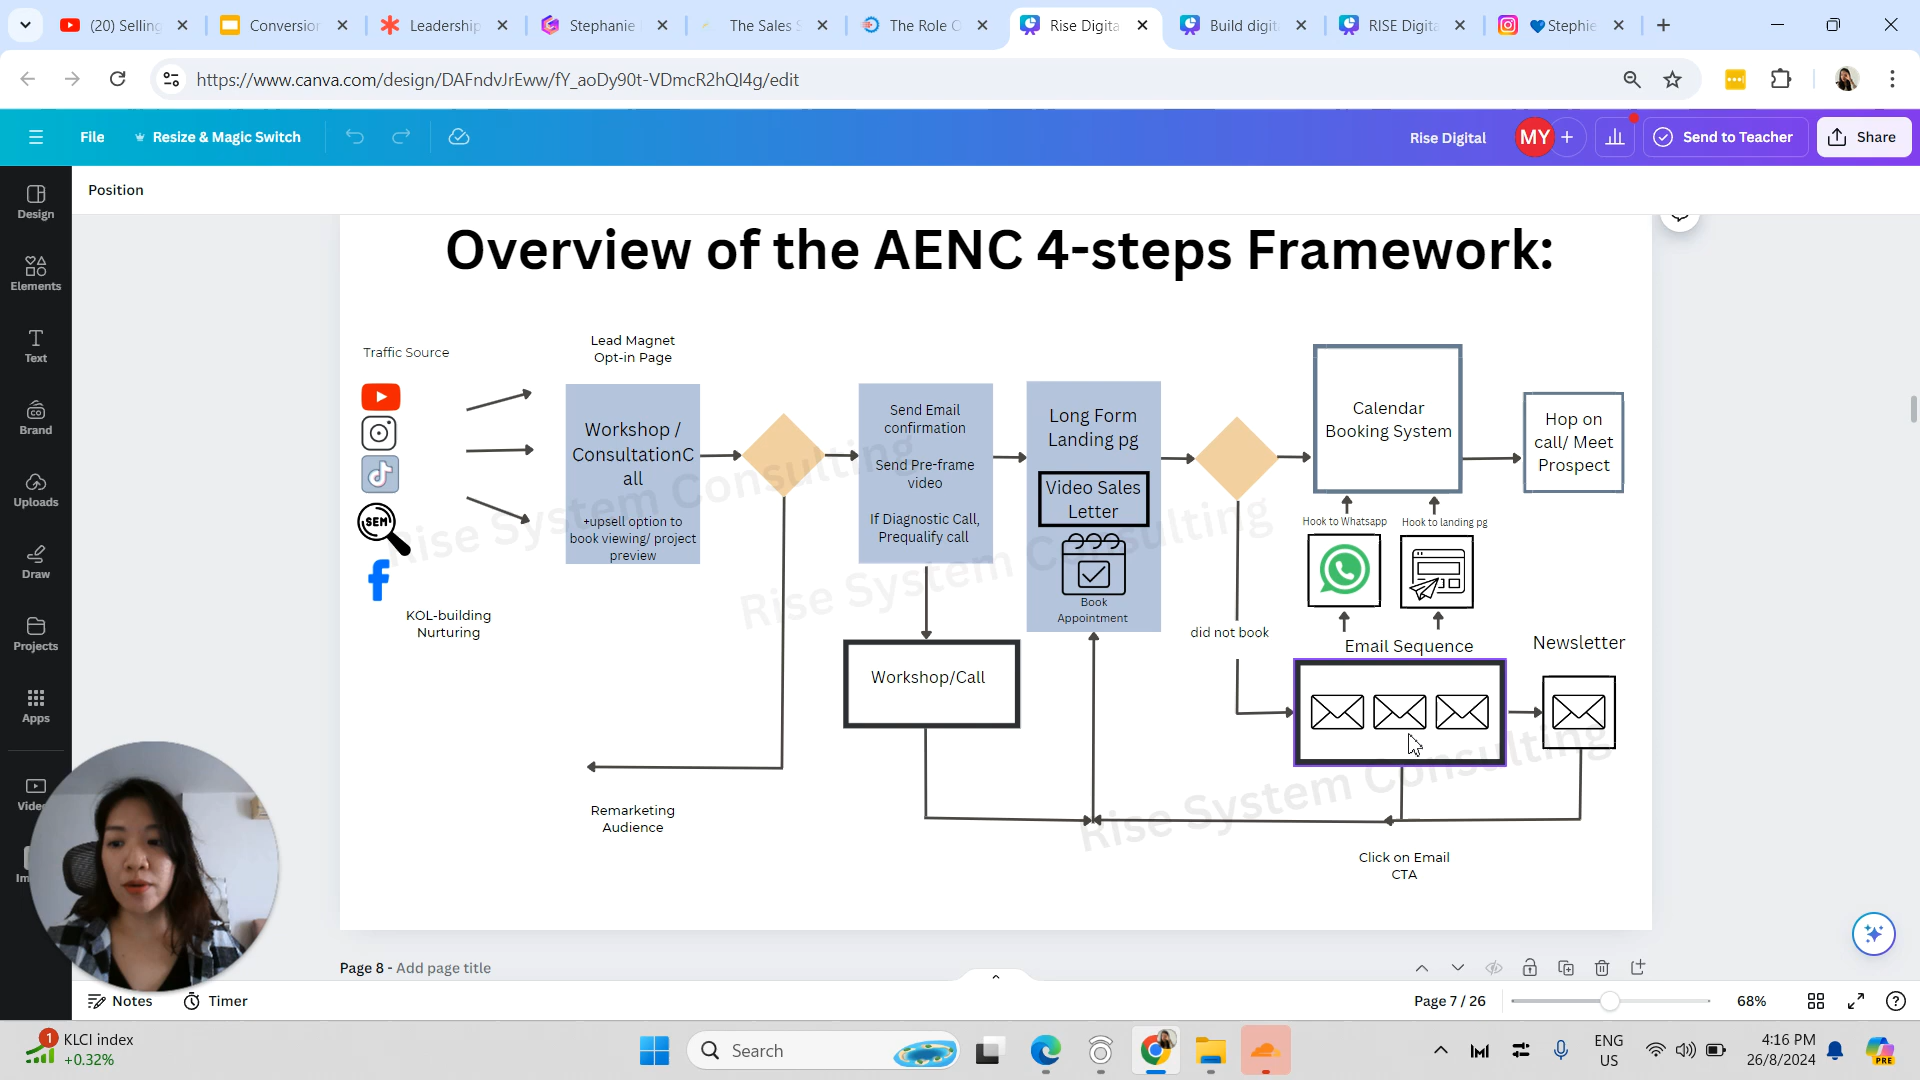 (20) Selling
Conversion
Leadership
Stephanie
The Sales S
The Role O
Rise Digita
Build digit
RISE Digita
Stephie
https://www.canva.com/design/DAFndvJrEww/fY_aoDy90t-VDmcR2hQI4g/edit
File
Resize & Magic Switch
Rise Digital
MY
Send to Teacher
Share
Position
Design
Elements
Text
Brand
Uploads
Draw
Projects
Apps
Overview of the AENC 4-steps Framework:
Traffic Source
SEM
KOL-building
Nurturing
Lead Magnet
Opt-in Page
Workshop /
ConsultationC
all
+upsell option to
book viewing/ project
preview
Remarketing
Audience
Send Email
confirmation
Send Pre-frame
video
If Diagnostic Call,
Prequalify call
Workshop/Call
Long Form
Landing pg
Video Sales
Letter
Book
Appointment
did not book
Calendar
Booking System
Hook to Whatsapp
Hook to landing pg
Email Sequence
Hop on
call/ Meet
Prospect
Newsletter
Click on Email
CTA
Rise System Consulting
Rise System Consulting
Rise System Consulting
Page 8 - Add page title
Notes
Timer
Page 7 / 26
68%
1
KLCI index
+0.32%
Search
ENG
US
4:16 PM
26/8/2024
PRE